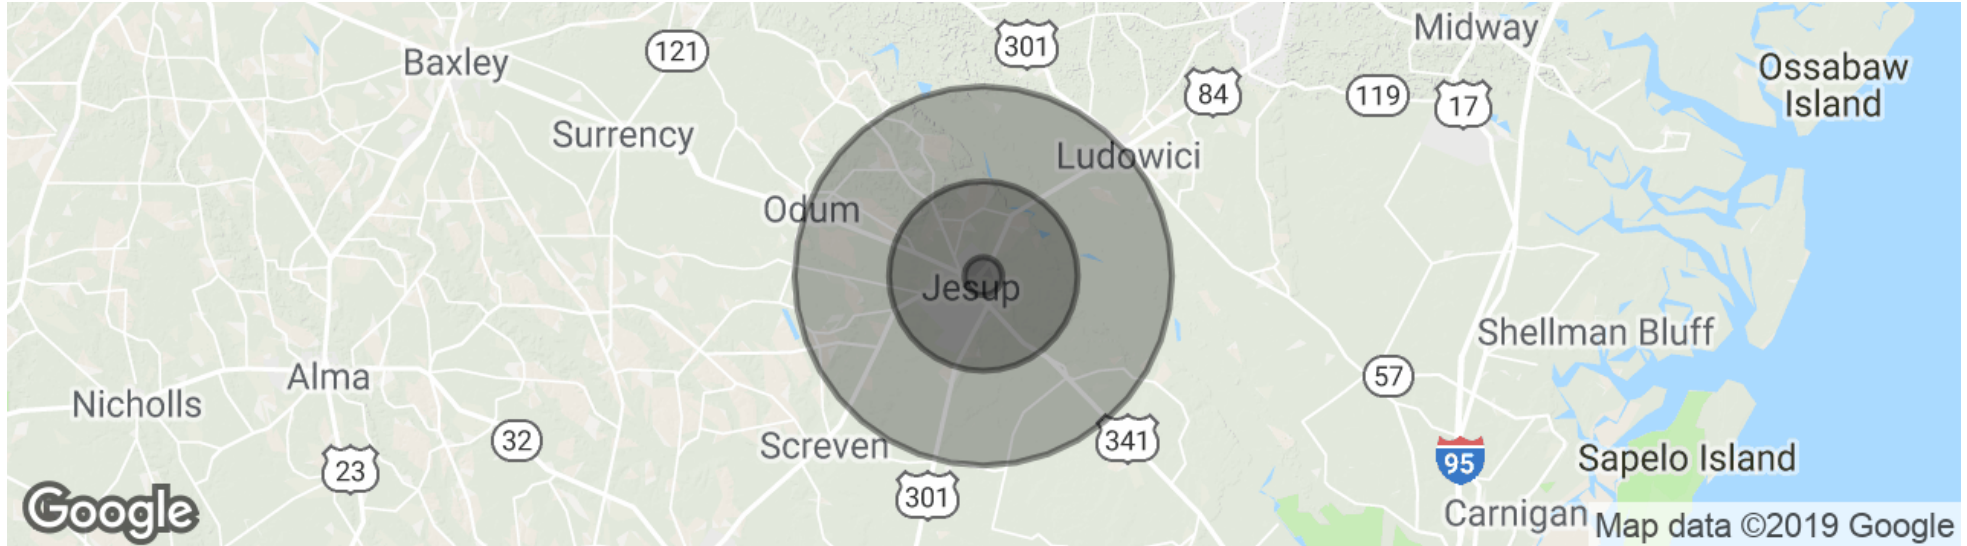 Midway
301
121
Baxley
Ossabaw
Island
84
119
17
Surrency
Ludowici
Odum
Jesup
Shellman Bluff
Alma
57
Nicholls
32
341
Screven
95
Sapelo Island
23
301
Google
Carnigan
Map data ©2019 Google